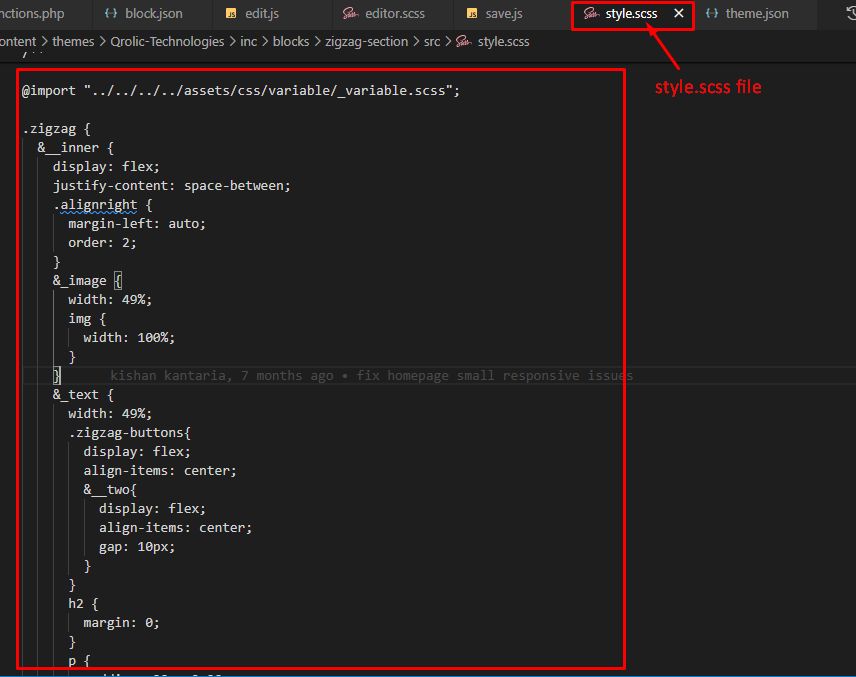 nctions.php block.json edit.js editor.scss save.js style.scss theme.json
ontent > themes > Qrolic-Technologies > inc > blocks > zigzag-section > src > style.scss
style.scss file
@import "../../../../assets/css/variable/_variable.scss";
.zigzag {
&__inner {
display: flex;
justify-content: space-between;
.alignright {
margin-left: auto;
order: 2;
}
&_image {
width: 49%;
img {
width: 100%;
}
} kishan kantaria, 7 months ago • fix homepage small responsive issues
&_text {
width: 49%;
.zigzag-buttons{
display: flex;
align-items: center;
&__two{
display: flex;
align-items: center;
gap: 10px;
}
}
h2 {
margin: 0;
}
p {